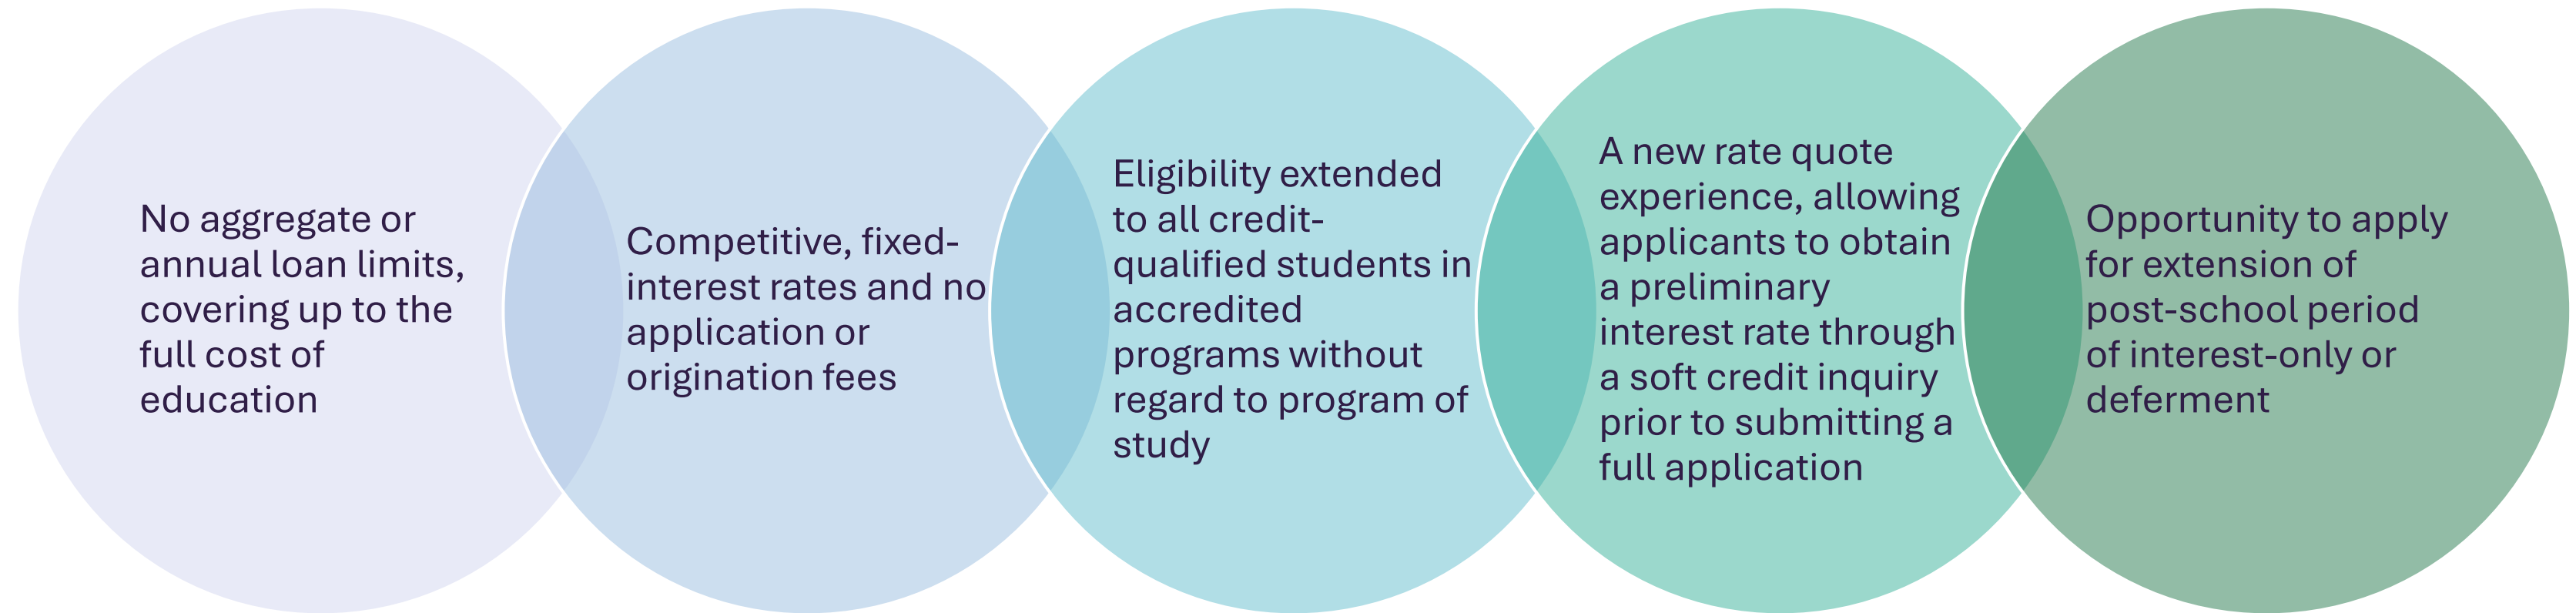 No aggregate or
annual loan limits,
covering up to the
full cost of
education
Competitive, fixed-
interest rates and no
application or
origination fees
Eligibility extended
to all credit-
qualified students in
accredited
programs without
regard to program of
study
A new rate quote
experience, allowing
applicants to obtain
a preliminary
interest rate through
a soft credit inquiry
prior to submitting a
full application
Opportunity to apply
for extension of
post-school period
of interest-only or
deferment